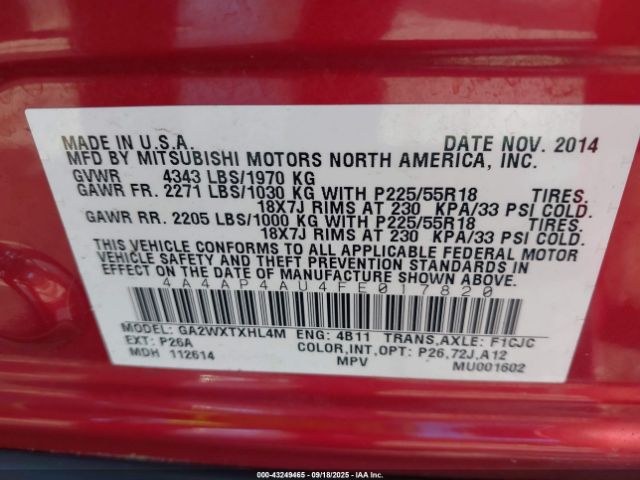 MADE IN U.S.A. DATE NOV. 2014
MFD BY MITSUBISHI MOTORS NORTH AMERICA, INC.
GVWR 4343 LBS/1970 KG
GAWR FR. 2271 LBS/1030 KG WITH P225/55R18 TIRES.
18X7J RIMS AT 230 KPA/33 PSI COLD.
GAWR RR. 2205 LBS/1000 KG WITH P225/55R18 TIRES.
18X7J RIMS AT 230 KPA/33 PSI COLD.
THIS VEHICLE CONFORMS TO ALL APPLICABLE FEDERAL MOTOR
VEHICLE SAFETY AND THEFT PREVENTION STANDARDS IN
EFFECT ON THE DATE OF MANUFACTURE SHOWN ABOVE.
4A4AP4AU4FE017820
MODEL: GA2WXTXHL4M ENG: 4B11 TRANS,AXLE: F1CJC
EXT: P26A COLOR,INT,OPT: P26,72J,A12
MDH 112614 MPV MU001602
000-43249465 - 09/18/2025 - IAAI.COM